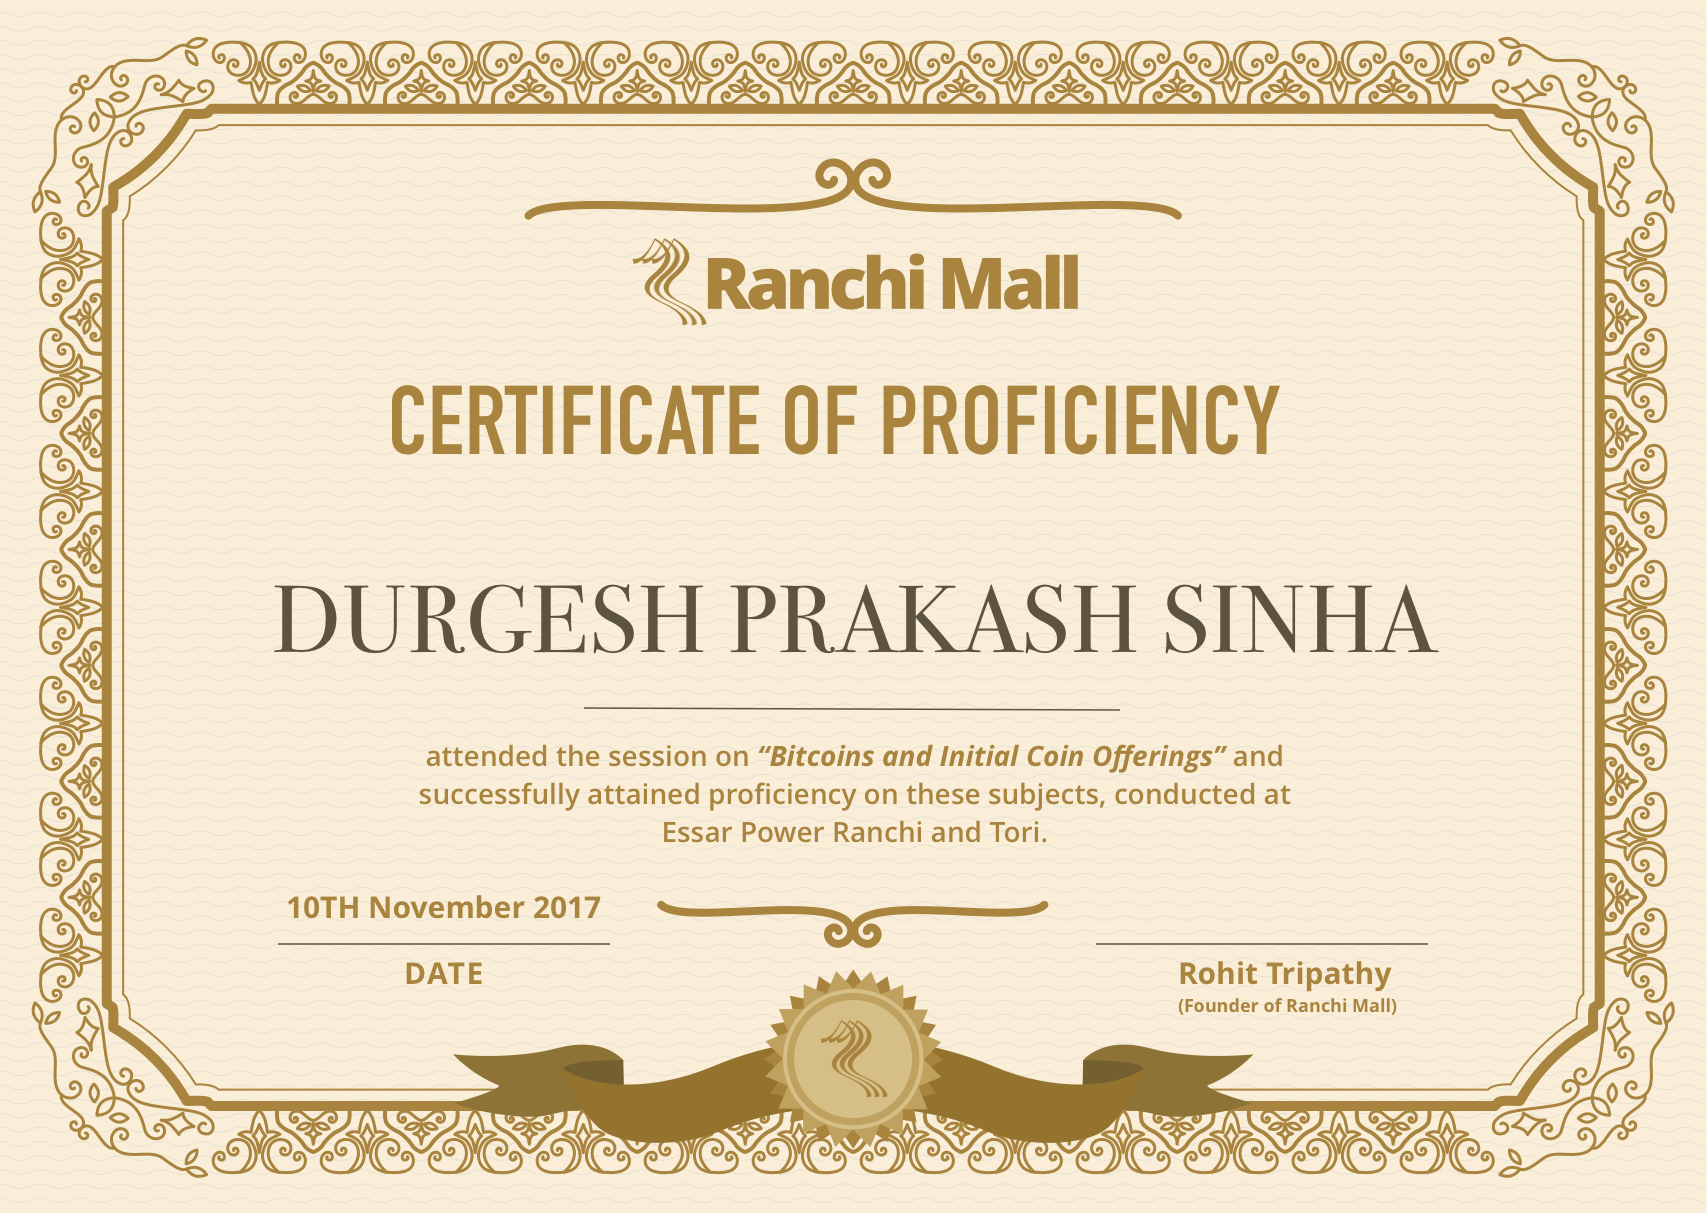 Ranchi Mall
CERTIFICATE OF PROFICIENCY
DURGESH PRAKASH SINHA
attended the session on “Bitcoins and Initial Coin Offerings” and
successfully attained proficiency on these subjects, conducted at
Essar Power Ranchi and Tori.
10TH November 2017
DATE
Rohit Tripathy
(Founder of Ranchi Mall)